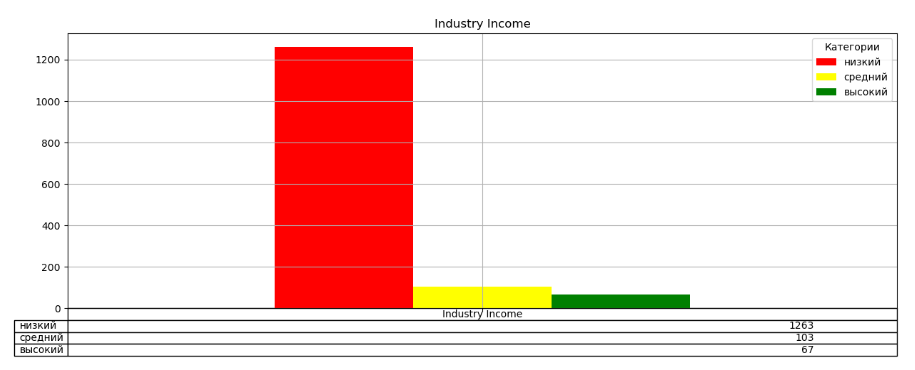 Industry Income
1200
1000
800
600
400
200
0
Категории
низкий
средний
высокий
Industry Income
низкий 1263
средний 103
высокий 67